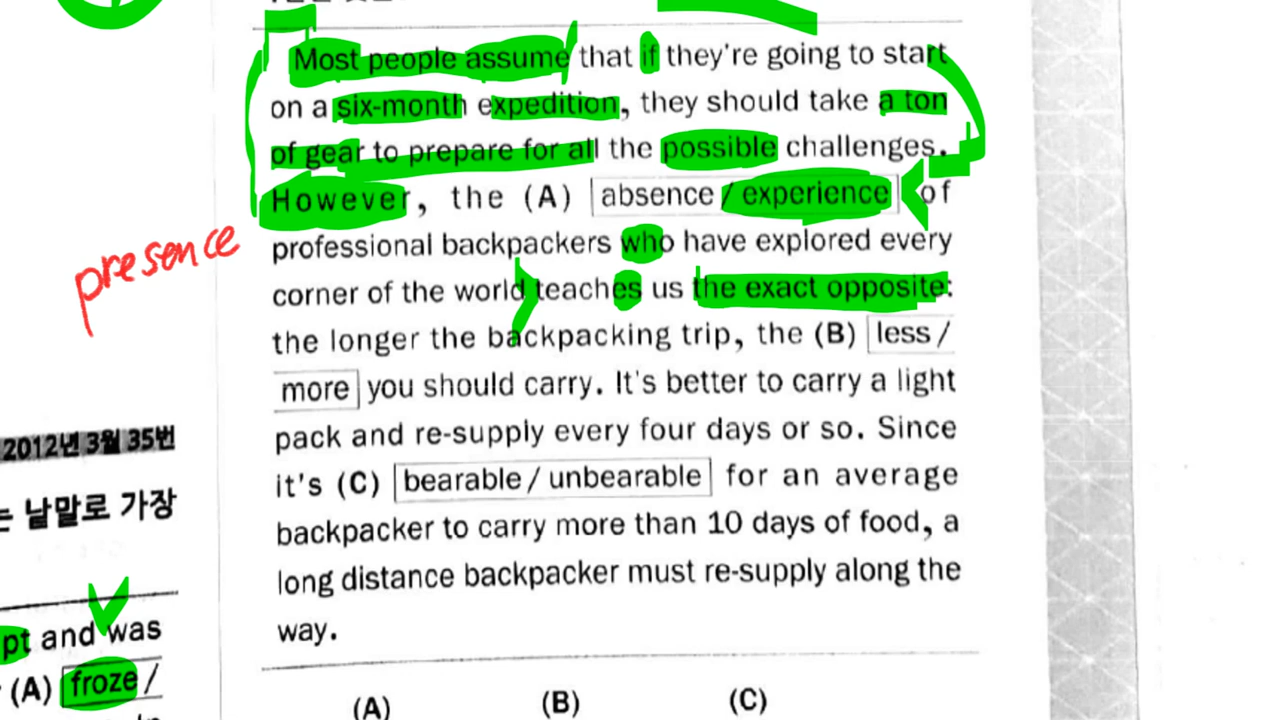 Most people assume that if they're going to start
on a six-month expedition, they should take a ton
of gear to prepare for all the possible challenges.
However, the (A) absence / experience of
professional backpackers who have explored every
corner of the world teaches us the exact opposite:
the longer the backpacking trip, the (B) less /
more you should carry. It's better to carry a light
pack and re-supply every four days or so. Since
it's (C) bearable / unbearable for an average
backpacker to carry more than 10 days of food, a
long distance backpacker must re-supply along the
way.
(A) (B) (C)
presence
2012년 3월 35번
는 낱말로 가장
pt and was
(A) froze /